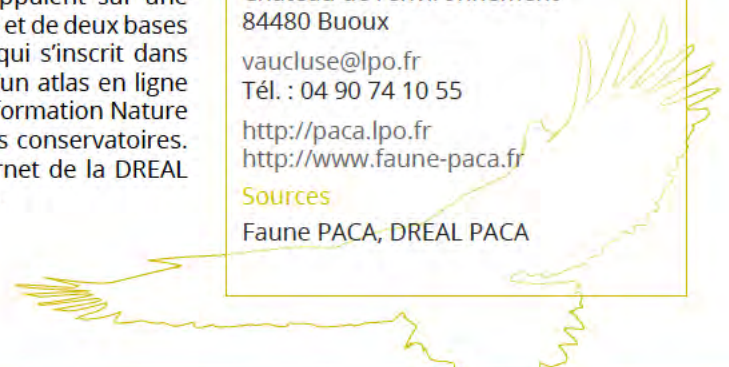 et de deux bases
qui s’inscrit dans
un atlas en ligne
formation Nature
s conservatoires.
rnet de la DREAL
84480 Buoux
vaucluse@lpo.fr
Tél. : 04 90 74 10 55
http://paca.lpo.fr
http://www.faune-paca.fr
Sources
Faune PACA, DREAL PACA